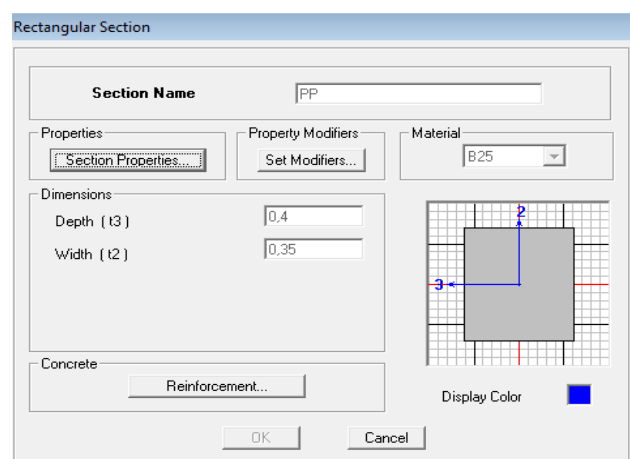 Rectangular Section
Section Name
PP
Properties
Section Properties...
Property Modifiers
Set Modifiers...
Material
B25
Dimensions
Depth ( t3 )
0,4
Width ( t2 )
0,35
2
3
Concrete
Reinforcement...
Display Color
OK
Cancel